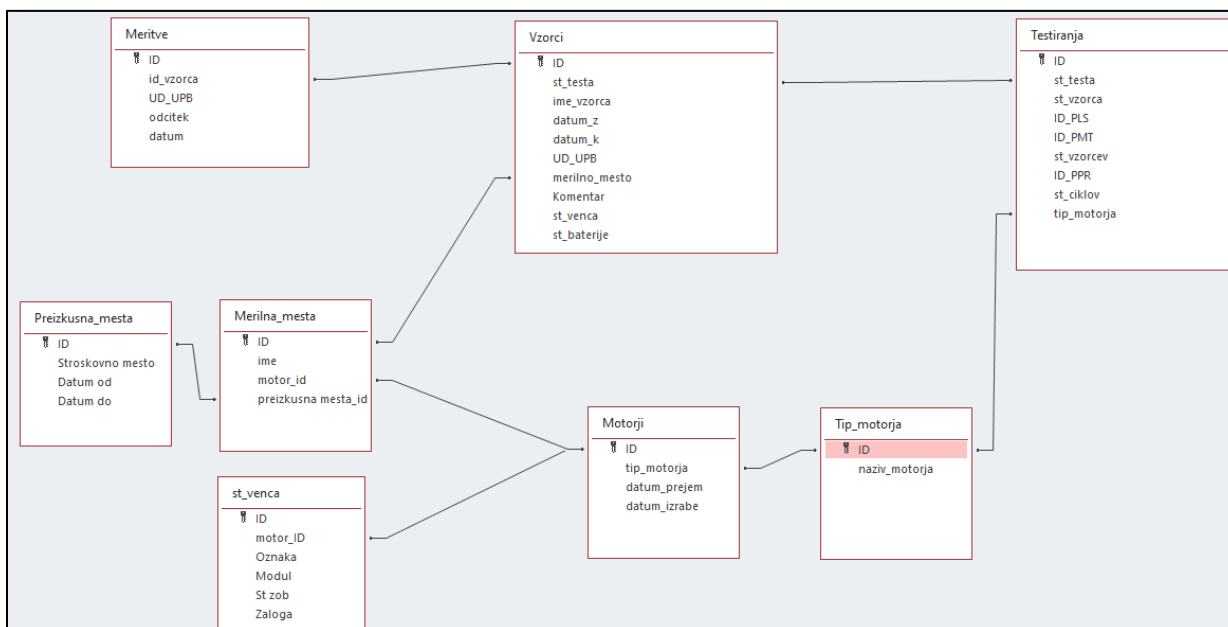 Meritve
ID
id_vzorca
UD_UPB
odcitek
datum
Vzorci
ID
st_testa
ime_vzorca
datum_z
datum_k
UD_UPB
merilno_mesto
Komentar
st_venca
st_baterije
Testiranja
ID
st_testa
st_vzorca
ID_PLS
ID_PMT
st_vzorcev
ID_PPR
st_ciklov
tip_motorja
Preizkusna_mesta
ID
Stroskovno mesto
Datum od
Datum do
Merilna_mesta
ID
ime
motor_id
preizkusna mesta_id
Motorji
ID
tip_motorja
datum_prejem
datum_izrabe
Tip_motorja
ID
naziv_motorja
st_venca
ID
motor_ID
Oznaka
Modul
St zob
Zaloga